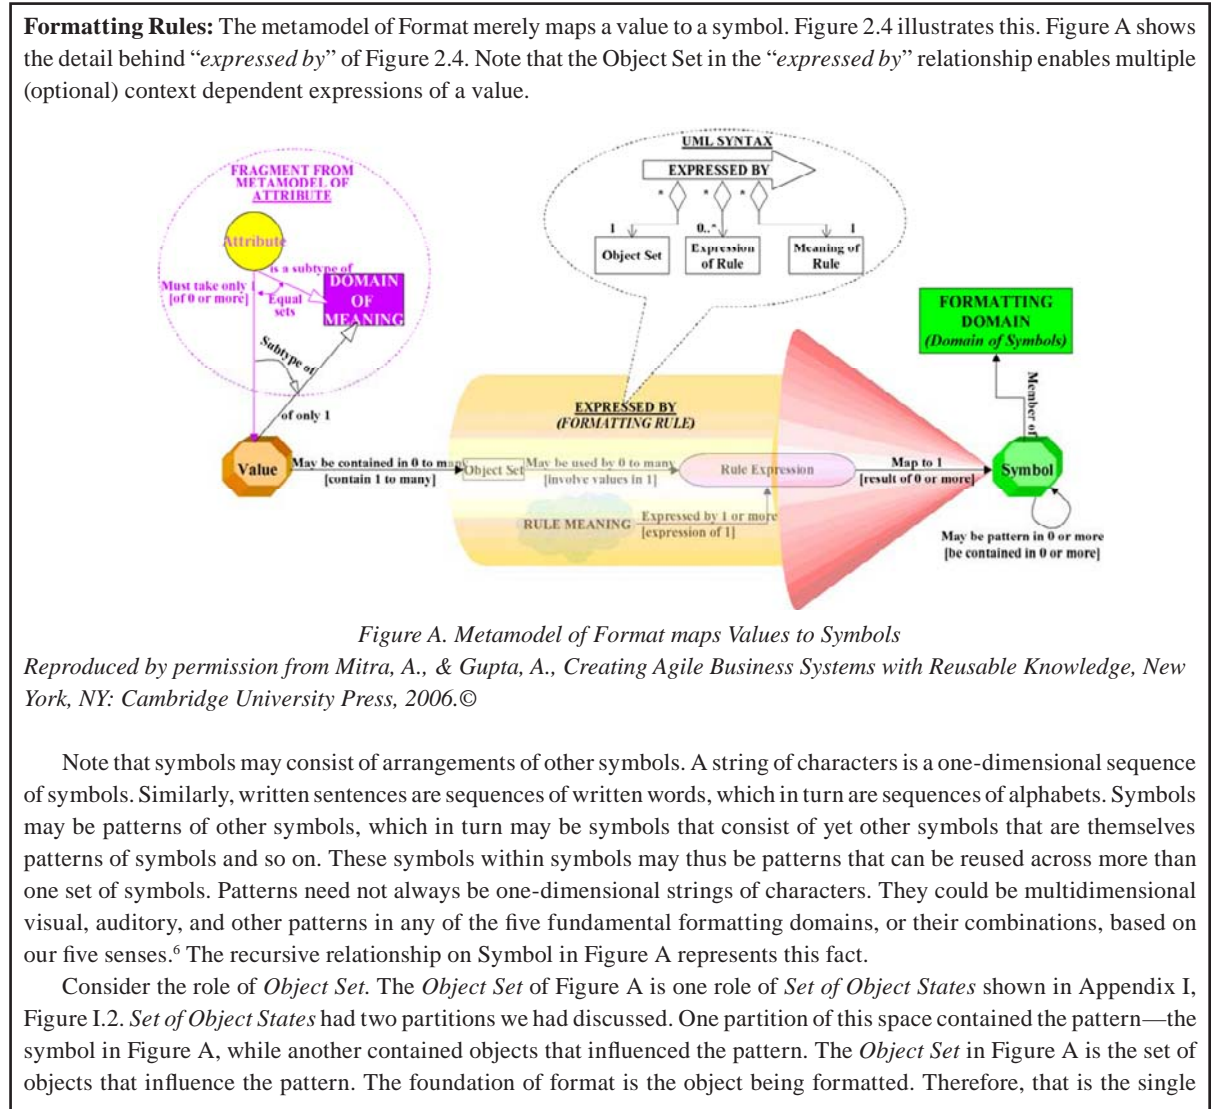 Formatting Rules: The metamodel of Format merely maps a value to a symbol. Figure 2.4 illustrates this. Figure A shows
the detail behind “expressed by” of Figure 2.4. Note that the Object Set in the “expressed by” relationship enables multiple
(optional) context dependent expressions of a value.
FRAGMENT FROM
METAMODEL OF
ATTRIBUTE
Attribute
is a subtype of
Must take only 1
[of 0 or more]
Equal
sets
DOMAIN
OF
MEANING
Subtype of
of only 1
UML SYNTAX
EXPRESSED BY
* * *
1 0..* 1
Object Set
Expression
of Rule
Meaning of
Rule
FORMATTING
DOMAIN
(Domain of Symbols)
Member of
EXPRESSED BY
(FORMATTING RULE)
Value
May be contained in 0 to many
[contain 1 to many]
Object Set
May be used by 0 to many
[involve values in 1]
Rule Expression
Map to 1
[result of 0 or more]
Symbol
RULE MEANING
Expressed by 1 or more
[expression of 1]
May be pattern in 0 or more
[be contained in 0 or more]
Figure A. Metamodel of Format maps Values to Symbols
Reproduced by permission from Mitra, A., & Gupta, A., Creating Agile Business Systems with Reusable Knowledge, New
York, NY: Cambridge University Press, 2006.©
Note that symbols may consist of arrangements of other symbols. A string of characters is a one-dimensional sequence
of symbols. Similarly, written sentences are sequences of written words, which in turn are sequences of alphabets. Symbols
may be patterns of other symbols, which in turn may be symbols that consist of yet other symbols that are themselves
patterns of symbols and so on. These symbols within symbols may thus be patterns that can be reused across more than
one set of symbols. Patterns need not always be one-dimensional strings of characters. They could be multidimensional
visual, auditory, and other patterns in any of the five fundamental formatting domains, or their combinations, based on
our five senses.6 The recursive relationship on Symbol in Figure A represents this fact.
Consider the role of Object Set. The Object Set of Figure A is one role of Set of Object States shown in Appendix I,
Figure I.2. Set of Object States had two partitions we had discussed. One partition of this space contained the pattern—the
symbol in Figure A, while another contained objects that influenced the pattern. The Object Set in Figure A is the set of
objects that influence the pattern. The foundation of format is the object being formatted. Therefore, that is the single